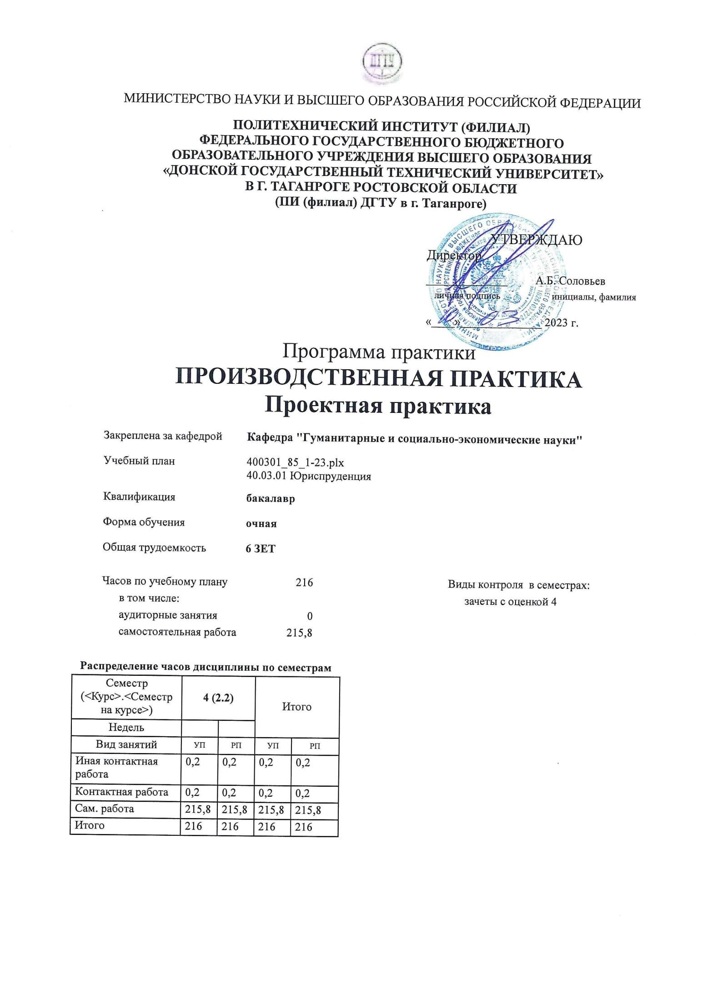 ДГТУ
МИНИСТЕРСТВО НАУКИ И ВЫСШЕГО ОБРАЗОВАНИЯ РОССИЙСКОЙ ФЕДЕРАЦИИ
ПОЛИТЕХНИЧЕСКИЙ ИНСТИТУТ (ФИЛИАЛ)
ФЕДЕРАЛЬНОГО ГОСУДАРСТВЕННОГО БЮДЖЕТНОГО
ОБРАЗОВАТЕЛЬНОГО УЧРЕЖДЕНИЯ ВЫСШЕГО ОБРАЗОВАНИЯ
«ДОНСКОЙ ГОСУДАРСТВЕННЫЙ ТЕХНИЧЕСКИЙ УНИВЕРСИТЕТ»
В Г. ТАГАНРОГЕ РОСТОВСКОЙ ОБЛАСТИ
(ПИ (филиал) ДГТУ в г. Таганроге)
УТВЕРЖДАЮ
Директор
А.Б. Соловьев
личная подпись инициалы, фамилия
«____» 03 2023 г.
Программа практики
ПРОИЗВОДСТВЕННАЯ ПРАКТИКА
Проектная практика
Закреплена за кафедрой Кафедра "Гуманитарные и социально-экономические науки"
Учебный план 400301_85_1-23.plx
40.03.01 Юриспруденция
Квалификация бакалавр
Форма обучения очная
Общая трудоемкость 6 ЗЕТ
Часов по учебному плану 216 Виды контроля в семестрах:
в том числе: зачеты с оценкой 4
аудиторные занятия 0
самостоятельная работа 215,8
Распределение часов дисциплины по семестрам
Семестр
(<Курс>.<Семестр
на курсе>) 4 (2.2) Итого
Недель
Вид занятий УП РП УП РП
Иная контактная
работа 0,2 0,2 0,2 0,2
Контактная работа 0,2 0,2 0,2 0,2
Сам. работа 215,8 215,8 215,8 215,8
Итого 216 216 216 216